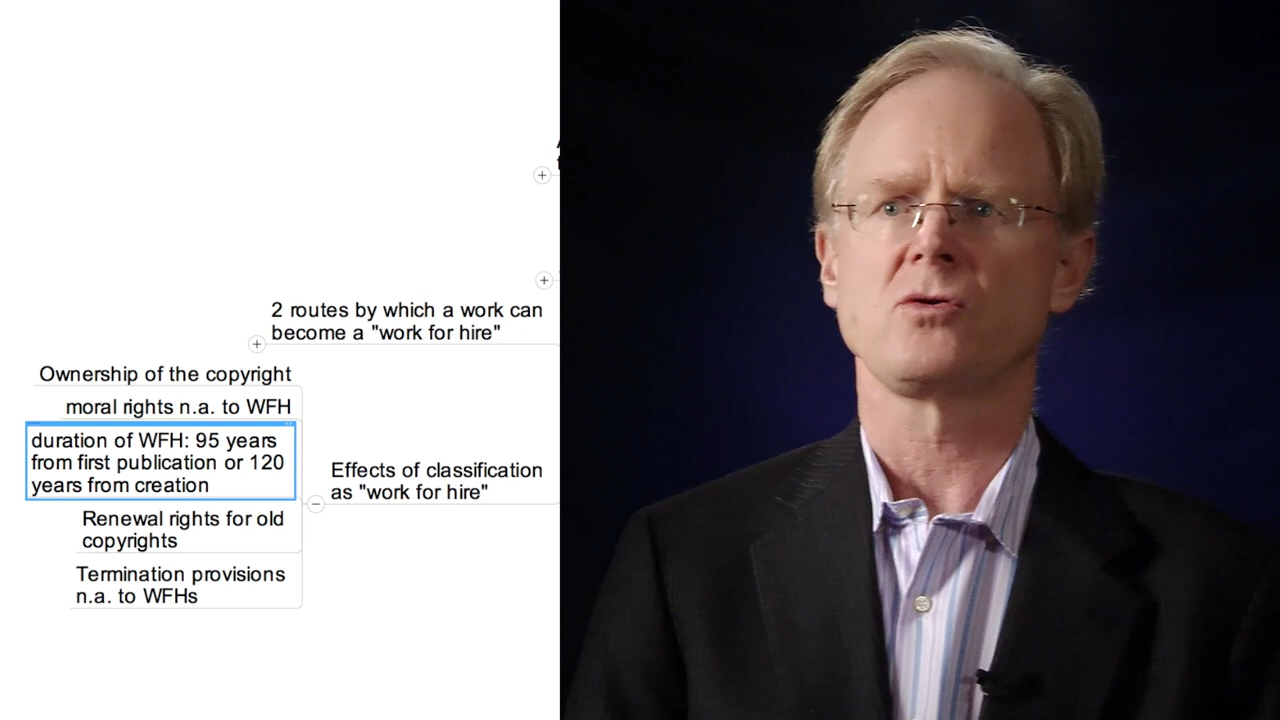 2 routes by which a work can
become a "work for hire"
Ownership of the copyright
moral rights n.a. to WFH
duration of WFH: 95 years
from first publication or 120
years from creation
Renewal rights for old
copyrights
Termination provisions
n.a. to WFHs
Effects of classification
as "work for hire"